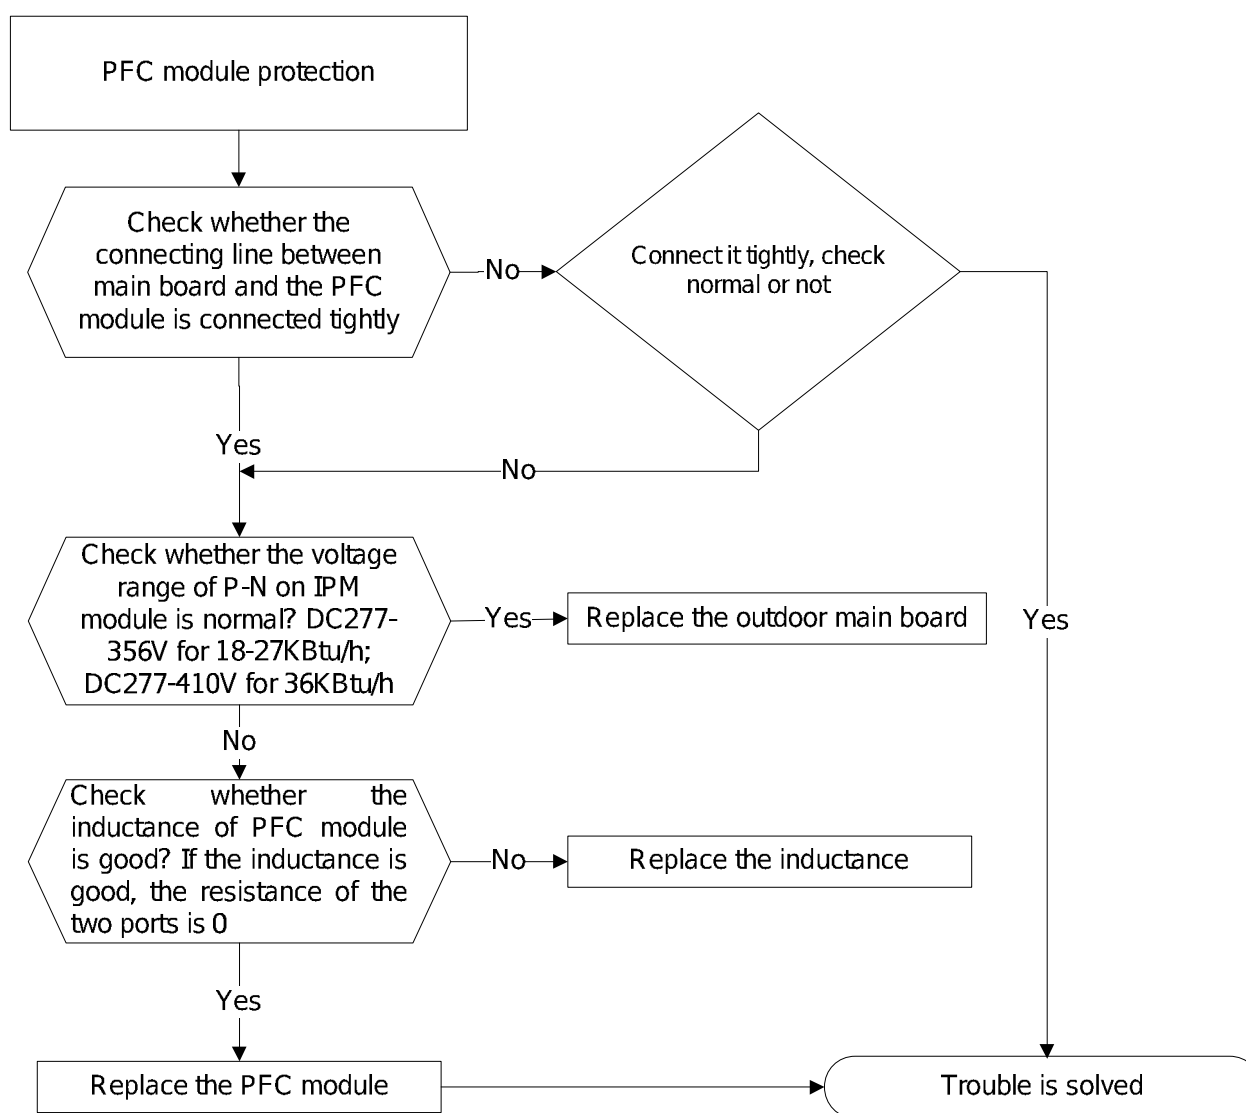 PFC module protection
Check whether the
connecting line between
main board and the PFC
module is connected tightly
No
Connect it tightly, check
normal or not
Yes
No
Check whether the voltage
range of P-N on IPM
module is normal? DC277-
356V for 18-27KBtu/h;
DC277-410V for 36KBtu/h
Yes
Replace the outdoor main board
Yes
No
Check whether the
inductance of PFC module
is good? If the inductance is
good, the resistance of the
two ports is 0
No
Replace the inductance
Yes
Replace the PFC module
Trouble is solved